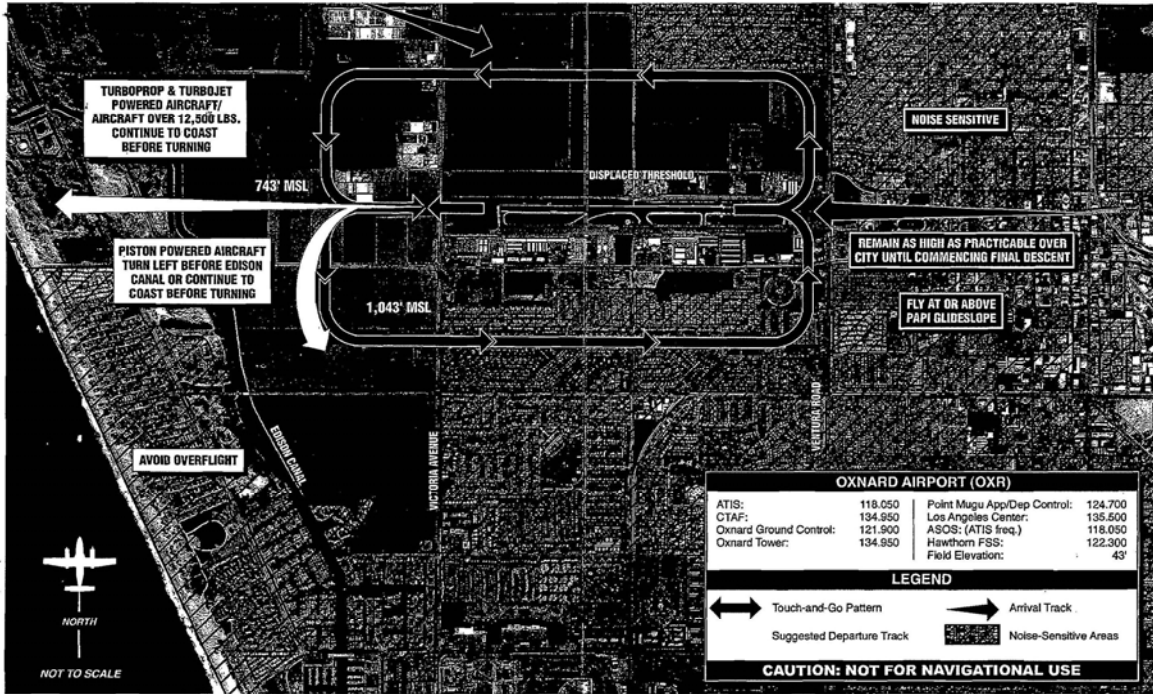 TURBOPROP & TURBOJET
POWERED AIRCRAFT/
AIRCRAFT OVER 12,500 LBS.
CONTINUE TO COAST
BEFORE TURNING
NOISE SENSITIVE
743' MSL
DISPLACED THRESHOLD
PISTON POWERED AIRCRAFT
TURN LEFT BEFORE EDISON
CANAL OR CONTINUE TO
COAST BEFORE TURNING
REMAIN AS HIGH AS PRACTICABLE OVER
CITY UNTIL COMMENCING FINAL DESCENT
1,043' MSL
FLY AT OR ABOVE
PAPI GLIDESLOPE
EDISON CANAL
VICTORIA AVENUE
VENTURA ROAD
AVOID OVERFLIGHT
NORTH
NOT TO SCALE
OXNARD AIRPORT (OXR)
ATIS: 118.050
CTAF: 134.950
Oxnard Ground Control: 121.900
Oxnard Tower: 134.950
Point Mugu App/Dep Control: 124.700
Los Angeles Center: 135.500
ASOS: (ATIS freq.) 118.050
Hawthorn FSS: 122.300
Field Elevation: 43'
LEGEND
Touch-and-Go Pattern
Arrival Track
Suggested Departure Track
Noise-Sensitive Areas
CAUTION: NOT FOR NAVIGATIONAL USE